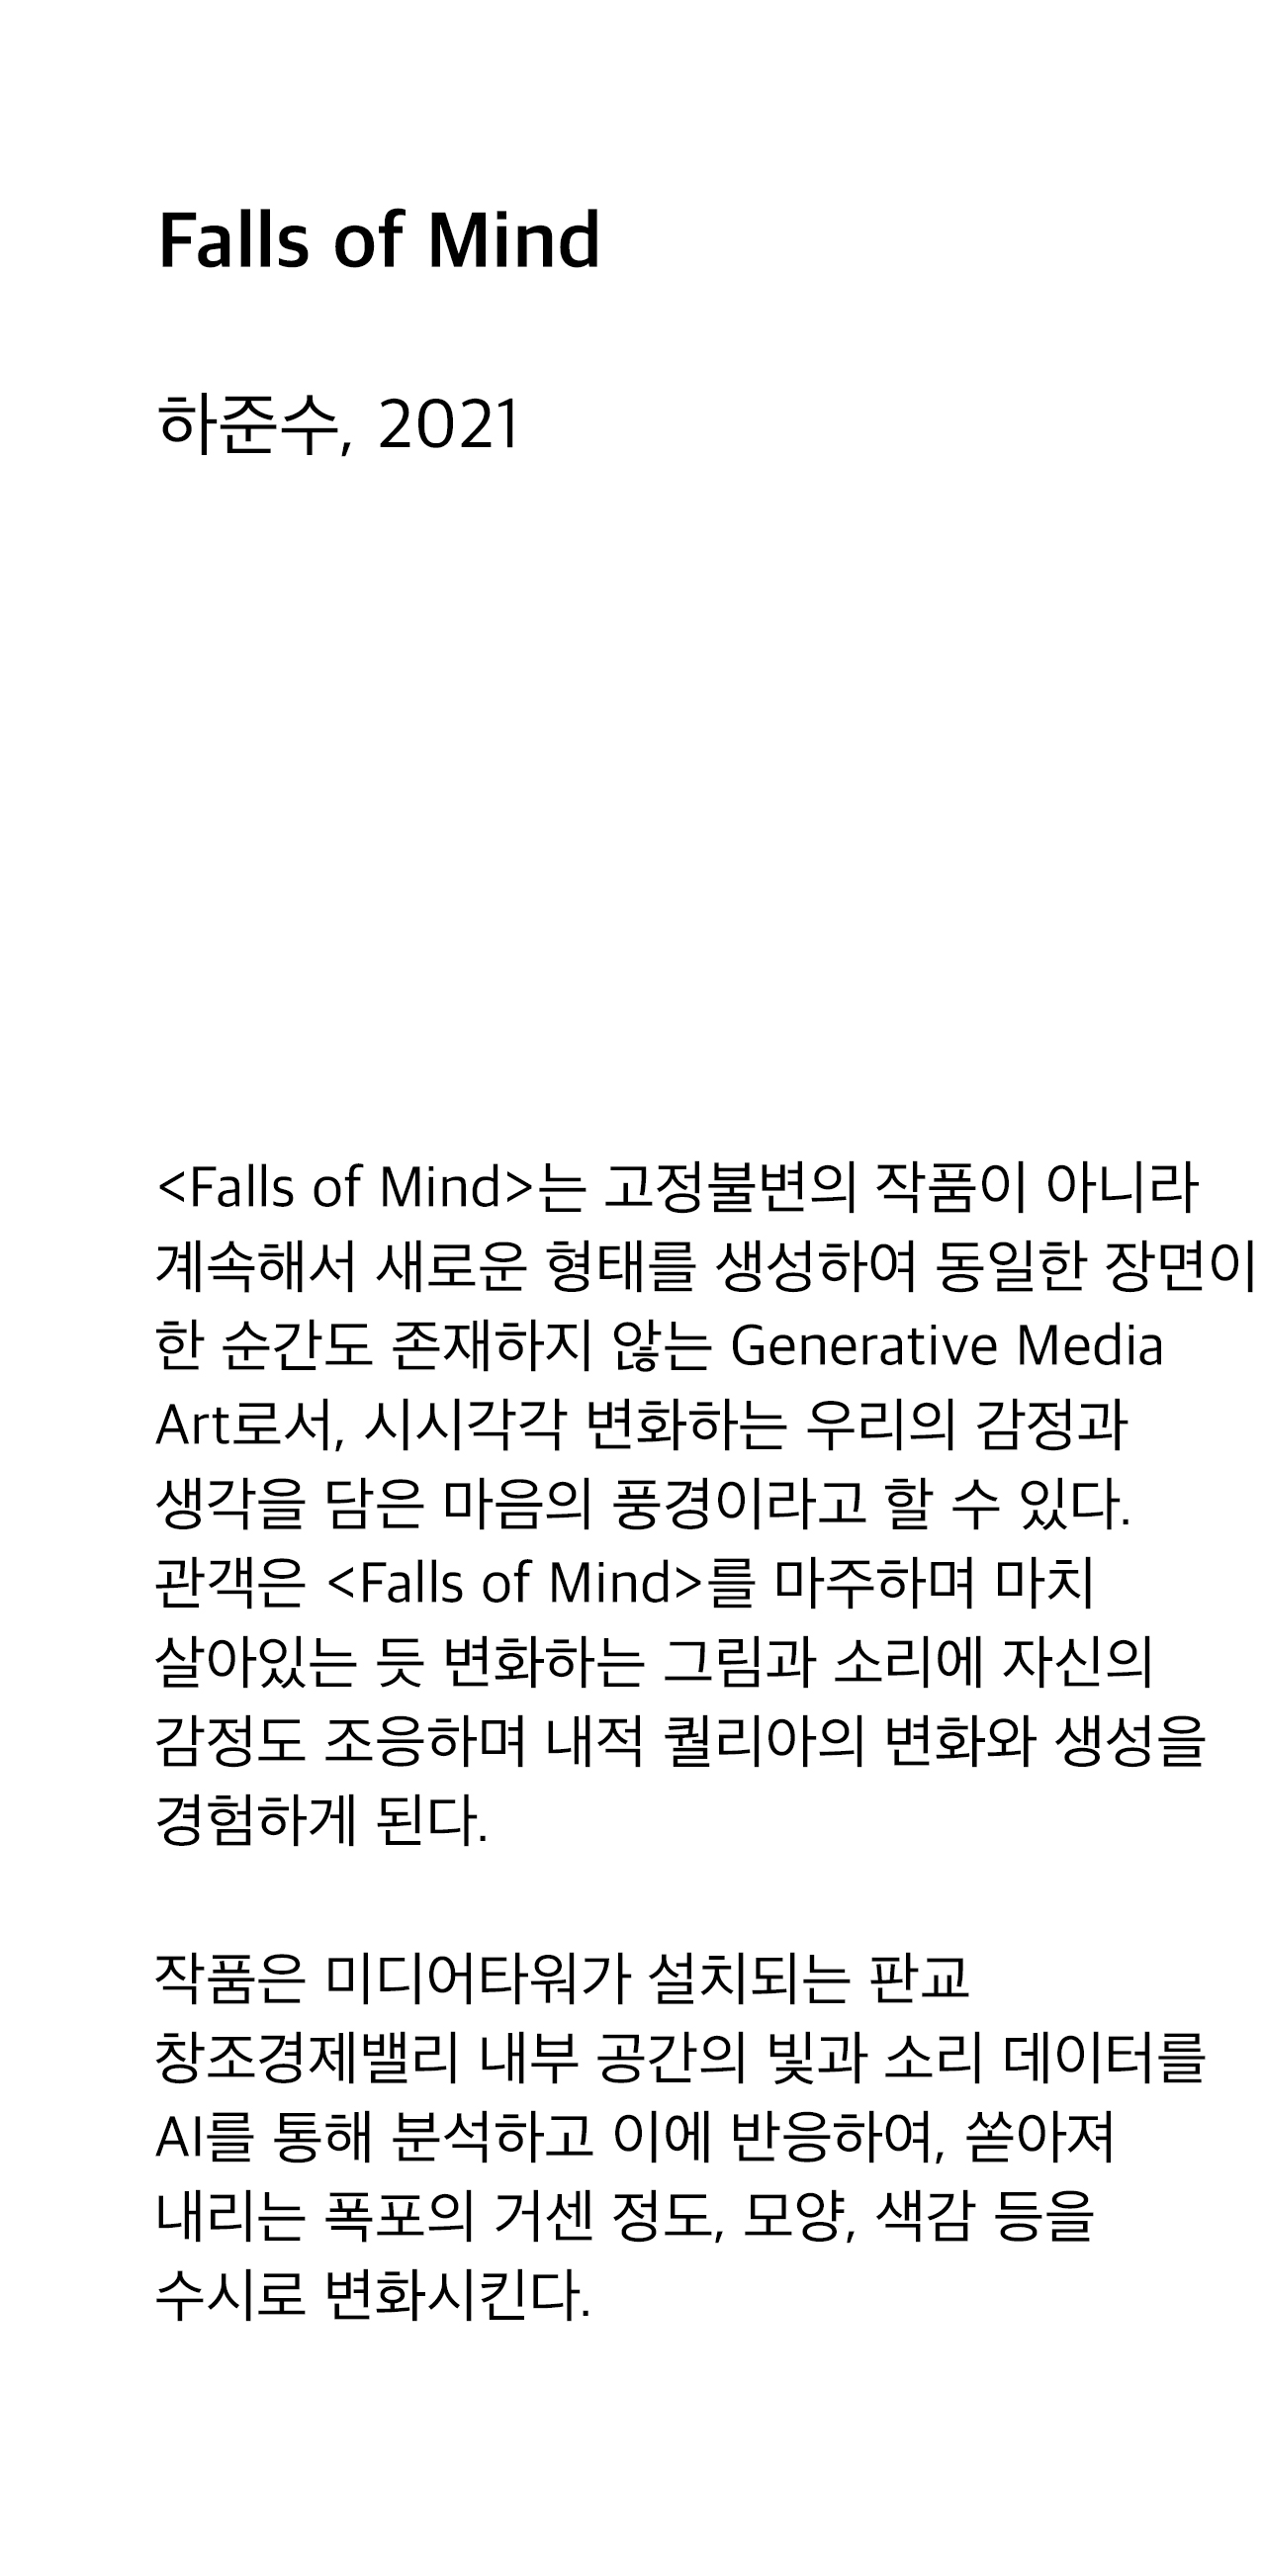 Falls of Mind
하준수, 2021
<Falls of Mind>는 고정불변의 작품이 아니라
계속해서 새로운 형태를 생성하여 동일한 장면이
한 순간도 존재하지 않는 Generative Media
Art로서, 시시각각 변화하는 우리의 감정과
생각을 담은 마음의 풍경이라고 할 수 있다.
관객은 <Falls of Mind>를 마주하며 마치
살아있는 듯 변화하는 그림과 소리에 자신의
감정도 조응하며 내적 퀄리아의 변화와 생성을
경험하게 된다.
작품은 미디어타워가 설치되는 판교
창조경제밸리 내부 공간의 빛과 소리 데이터를
AI를 통해 분석하고 이에 반응하여, 쏟아져
내리는 폭포의 거센 정도, 모양, 색감 등을
수시로 변화시킨다.